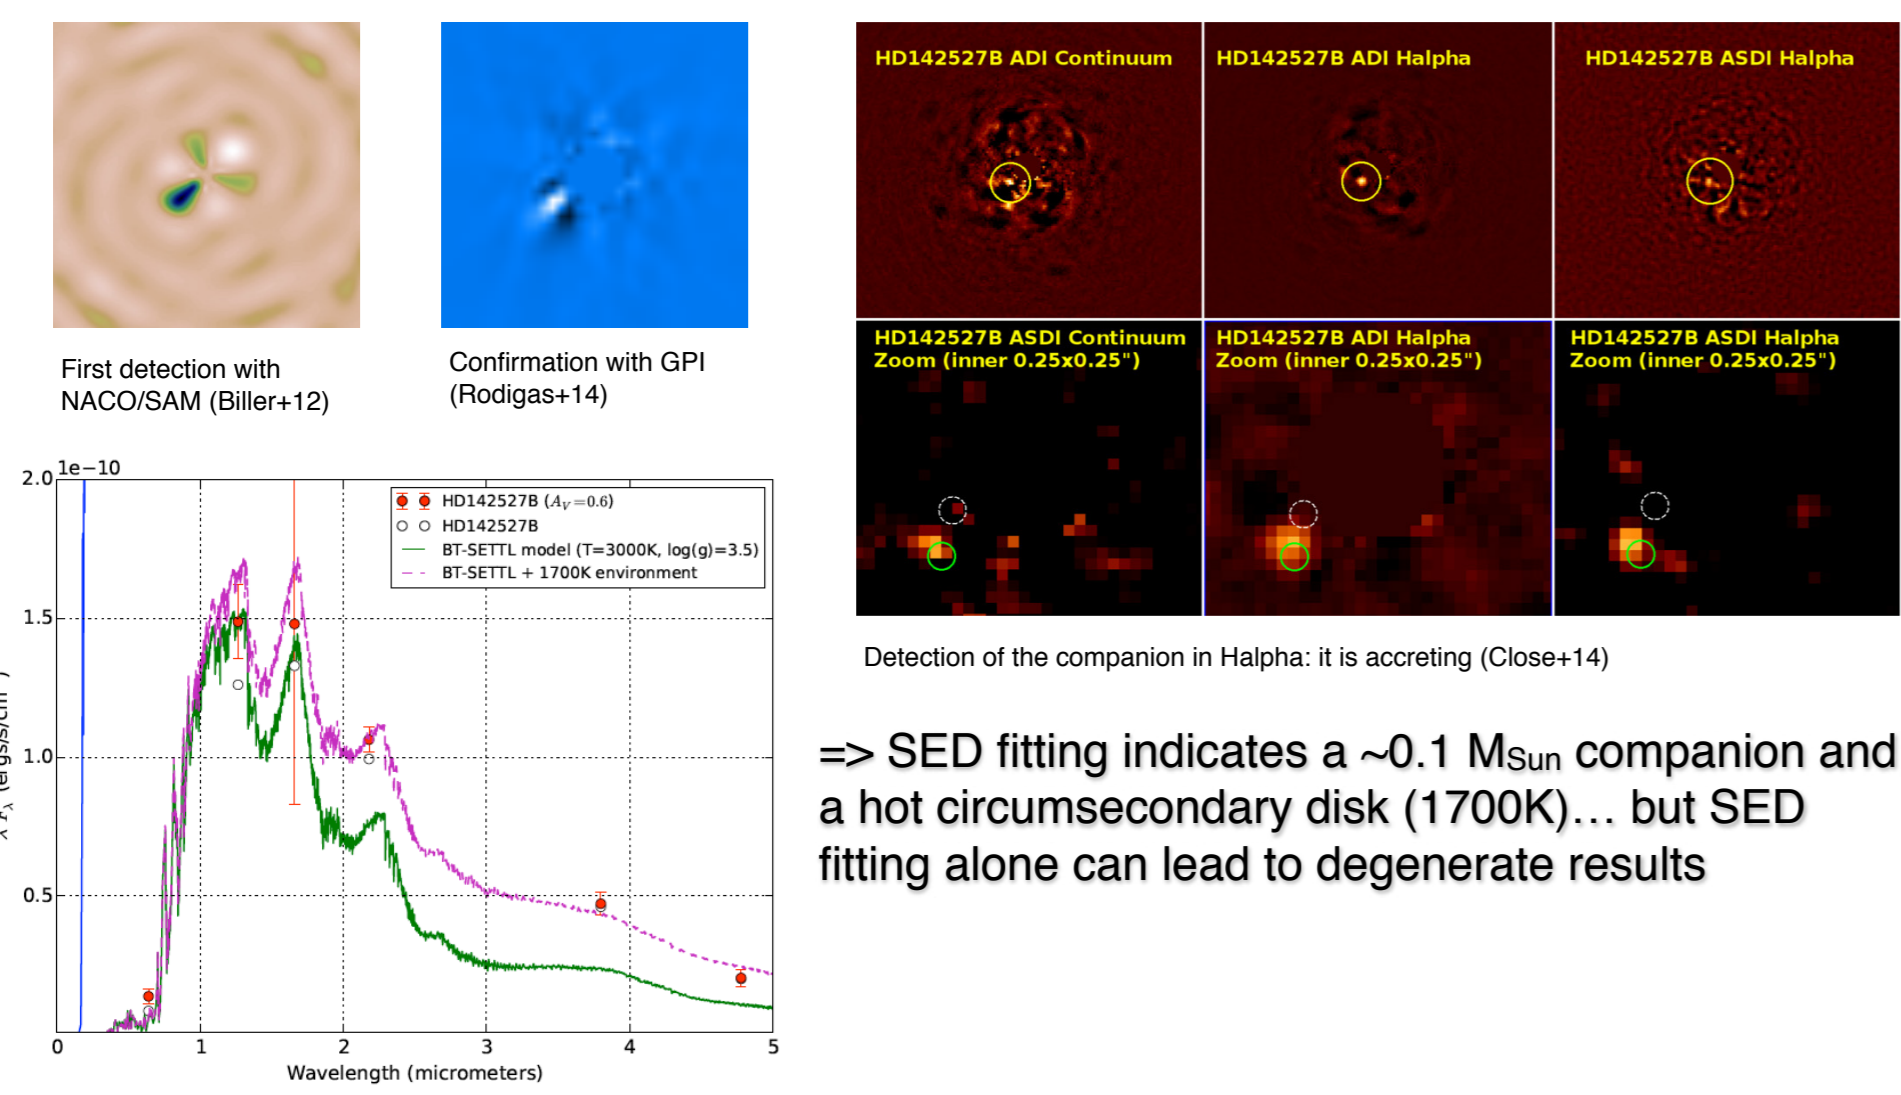 HD142527B ADI Continuum
HD142527B ADI Halpha
HD142527B ASDI Halpha
HD142527B ASDI Continuum
Zoom (inner 0.25x0.25")
HD142527B ADI Halpha
Zoom (inner 0.25x0.25")
HD142527B ASDI Halpha
Zoom (inner 0.25x0.25")
First detection with
NACO/SAM (Biller+12)
Confirmation with GPI
(Rodigas+14)
Detection of the companion in Halpha: it is accreting (Close+14)
=> SED fitting indicates a ~0.1 MSun companion and
a hot circumsecondary disk (1700K)… but SED
fitting alone can lead to degenerate results
1e−10
2.0
1.5
1.0
0.5
HD142527B (A_V=0.6)
HD142527B
BT-SETTL model (T=3000K, log(g)=3.5)
BT-SETTL + 1700K environment
0 1 2 3 4 5
Wavelength (micrometers)